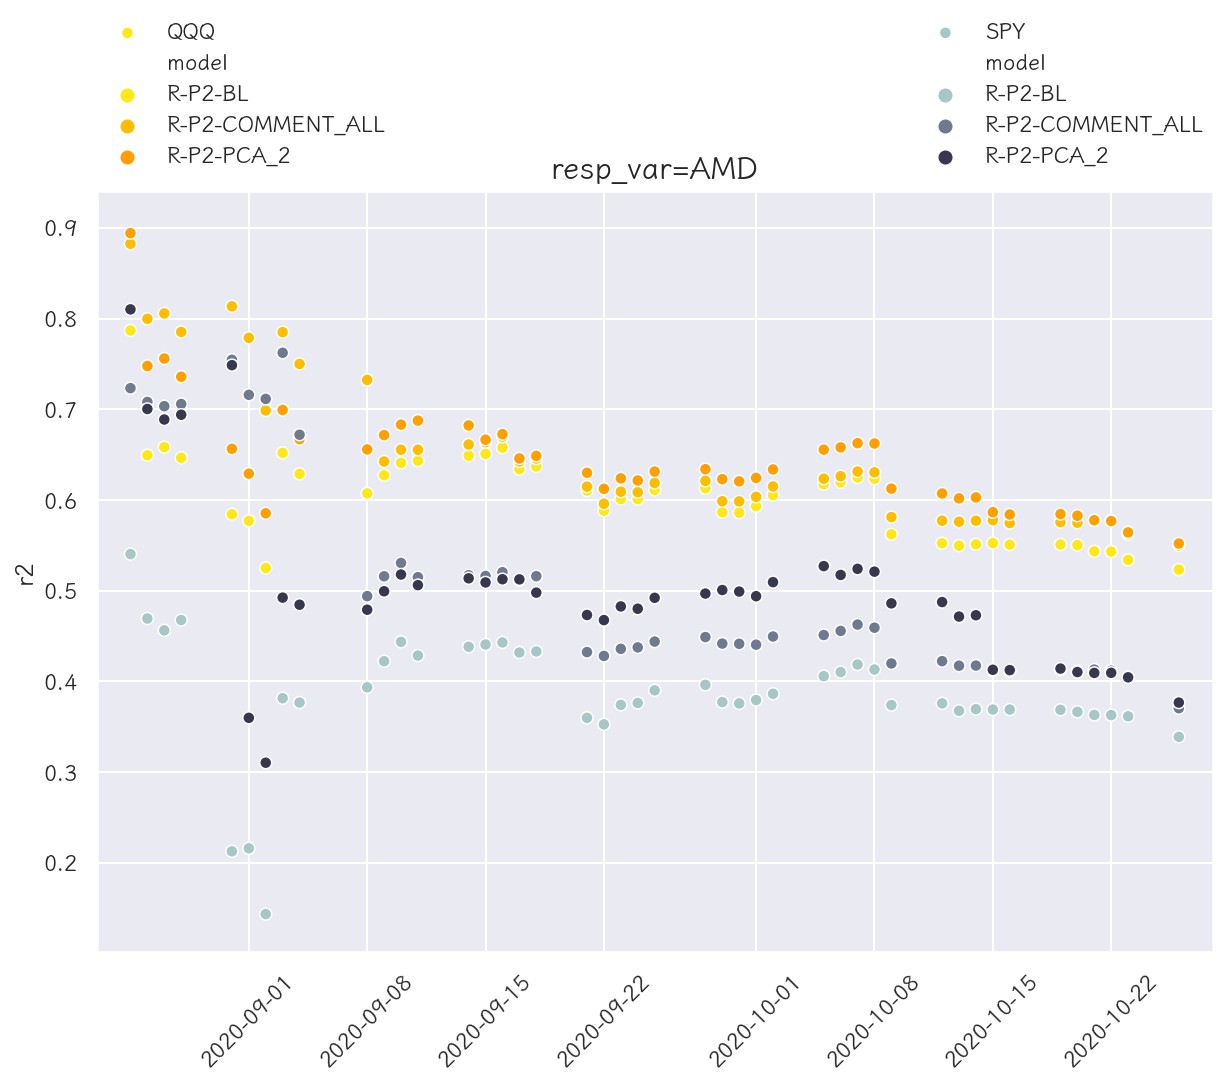 QQQ
model
R-P2-BL
R-P2-COMMENT_ALL
R-P2-PCA_2
SPY
model
R-P2-BL
R-P2-COMMENT_ALL
R-P2-PCA_2
resp_var=AMD
r2
0.9
0.8
0.7
0.6
0.5
0.4
0.3
0.2
2020-09-01
2020-09-08
2020-09-15
2020-09-22
2020-10-01
2020-10-08
2020-10-15
2020-10-22